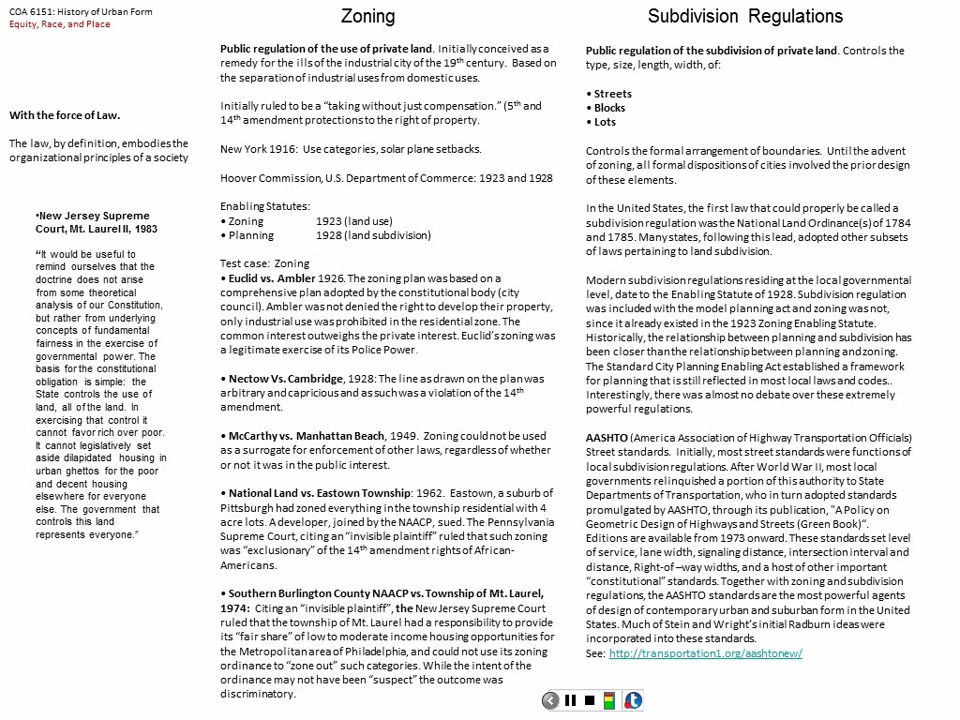 COA 6151: History of Urban Form
Equity, Race, and Place
With the force of Law.
The law, by definition, embodies the
organizational principles of a society
•New Jersey Supreme
Court, Mt. Laurel II, 1983
“It would be useful to
remind ourselves that the
doctrine does not arise
from some theoretical
analysis of our Constitution,
but rather from underlying
concepts of fundamental
fairness in the exercise of
governmental power. The
basis for the constitutional
obligation is simple: the
State controls the use of
land, all of the land. In
exercising that control it
cannot favor rich over poor.
It cannot legislatively set
aside dilapidated housing in
urban ghettos for the poor
and decent housing
elsewhere for everyone
else. The government that
controls this land
represents everyone.”
Zoning
Public regulation of the use of private land. Initially conceived as a
remedy for the ills of the industrial city of the 19th century. Based on
the separation of industrial uses from domestic uses.
Initially ruled to be a “taking without just compensation.” (5th and
14th amendment protections to the right of property.
New York 1916: Use categories, solar plane setbacks.
Hoover Commission, U.S. Department of Commerce: 1923 and 1928
Enabling Statutes:
• Zoning 1923 (land use)
• Planning 1928 (land subdivision)
Test case: Zoning
• Euclid vs. Ambler 1926. The zoning plan was based on a
comprehensive plan adopted by the constitutional body (city
council). Ambler was not denied the right to develop their property,
only industrial use was prohibited in the residential zone. The
common interest outweighs the private interest. Euclid’s zoning was
a legitimate exercise of its Police Power.
• Nectow Vs. Cambridge, 1928: The line as drawn on the plan was
arbitrary and capricious and as such was a violation of the 14th
amendment.
• McCarthy vs. Manhattan Beach, 1949. Zoning could not be used
as a surrogate for enforcement of other laws, regardless of whether
or not it was in the public interest.
• National Land vs. Eastown Township: 1962. Eastown, a suburb of
Pittsburgh had zoned everything in the township residential with 4
acre lots. A developer, joined by the NAACP, sued. The Pennsylvania
Supreme Court, citing an “invisible plaintiff” ruled that such zoning
was “exclusionary” of the 14th amendment rights of African-
Americans.
• Southern Burlington County NAACP vs. Township of Mt. Laurel,
1974: Citing an “invisible plaintiff”, the New Jersey Supreme Court
ruled that the township of Mt. Laurel had a responsibility to provide
its “fair share” of low to moderate income housing opportunities for
the Metropolitan area of Philadelphia, and could not use its zoning
ordinance to “zone out” such categories. While the intent of the
ordinance may not have been “suspect” the outcome was
discriminatory.
Subdivision Regulations
Public regulation of the subdivision of private land. Controls the
type, size, length, width, of:
• Streets
• Blocks
• Lots
Controls the formal arrangement of boundaries. Until the advent
of zoning, all formal dispositions of cities involved the prior design
of these elements.
In the United States, the first law that could properly be called a
subdivision regulation was the National Land Ordinance(s) of 1784
and 1785. Many states, following this lead, adopted other subsets
of laws pertaining to land subdivision.
Modern subdivision regulations residing at the local governmental
level, date to the Enabling Statute of 1928. Subdivision regulation
was included with the model planning act and zoning was not,
since it already existed in the 1923 Zoning Enabling Statute.
Historically, the relationship between planning and subdivision has
been closer than the relationship between planning and zoning.
The Standard City Planning Enabling Act established a framework
for planning that is still reflected in most local laws and codes..
Interestingly, there was almost no debate over these extremely
powerful regulations.
AASHTO (America Association of Highway Transportation Officials)
Street standards. Initially, most street standards were functions of
local subdivision regulations. After World War II, most local
governments relinquished a portion of this authority to State
Departments of Transportation, who in turn adopted standards
promulgated by AASHTO, through its publication, "A Policy on
Geometric Design of Highways and Streets (Green Book)”.
Editions are available from 1973 onward. These standards set level
of service, lane width, signaling distance, intersection interval and
distance, Right-of –way widths, and a host of other important
“constitutional” standards. Together with zoning and subdivision
regulations, the AASHTO standards are the most powerful agents
of design of contemporary urban and suburban form in the United
States. Much of Stein and Wright’s initial Radburn ideas were
incorporated into these standards.
See: http://transportation1.org/aashtonew/
t